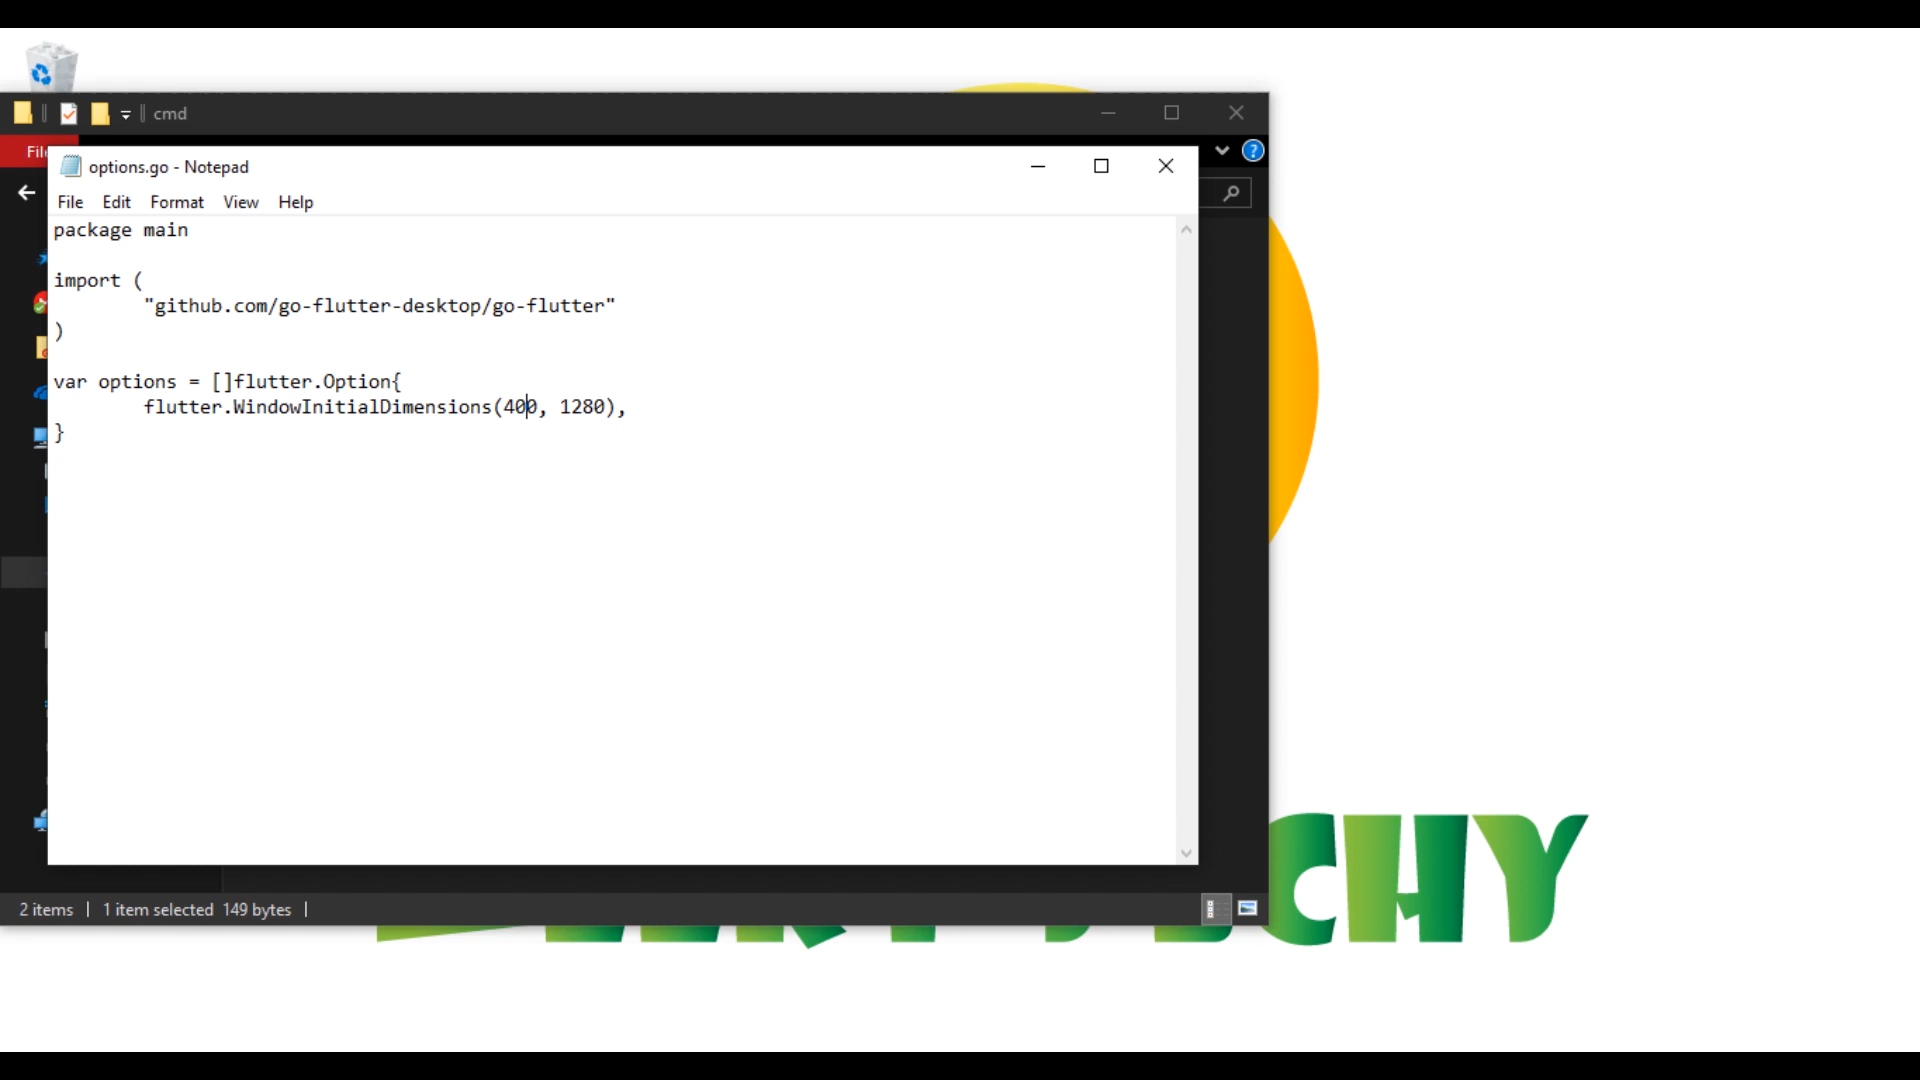 cmd
File
options.go - Notepad
File Edit Format View Help
package main
import (
"github.com/go-flutter-desktop/go-flutter"
)
var options = []flutter.Option{
flutter.WindowInitialDimensions(400, 1280),
}
2 items | 1 item selected 149 bytes |
CHY